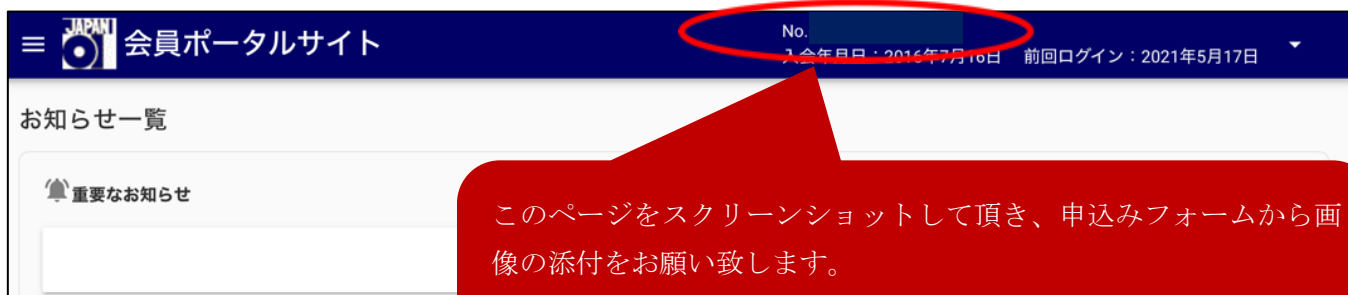 JAPAN
会員ポータルサイト
No.
入会年月日：2016年7月16日 前回ログイン：2021年5月17日
お知らせ一覧
重要なお知らせ
このページをスクリーンショットして頂き、申込みフォームから画
像の添付をお願い致します。